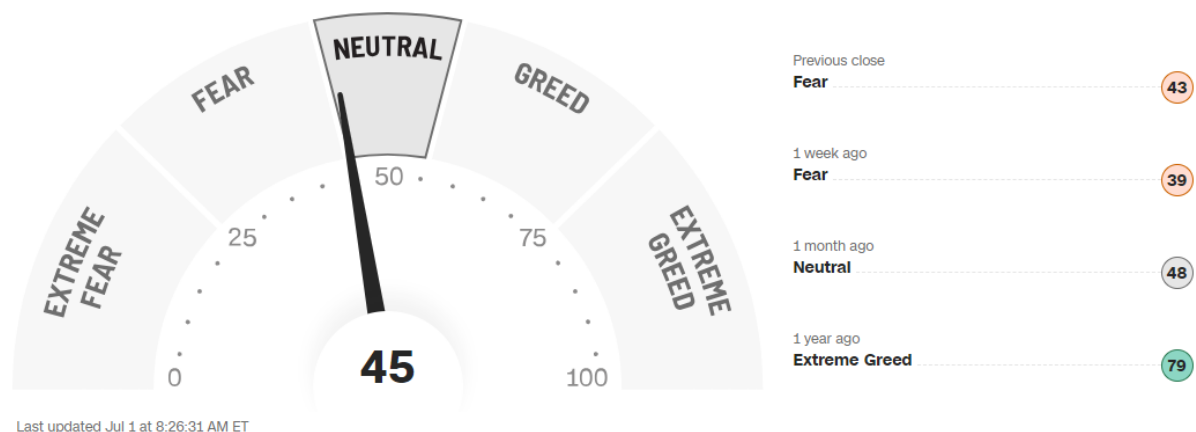 NEUTRAL
FEAR
GREED
EXTREME
FEAR
EXTREME
GREED
50
25
75
0
100
45
Last updated Jul 1 at 8:26:31 AM ET
Previous close
Fear
43
1 week ago
Fear
39
1 month ago
Neutral
48
1 year ago
Extreme Greed
79